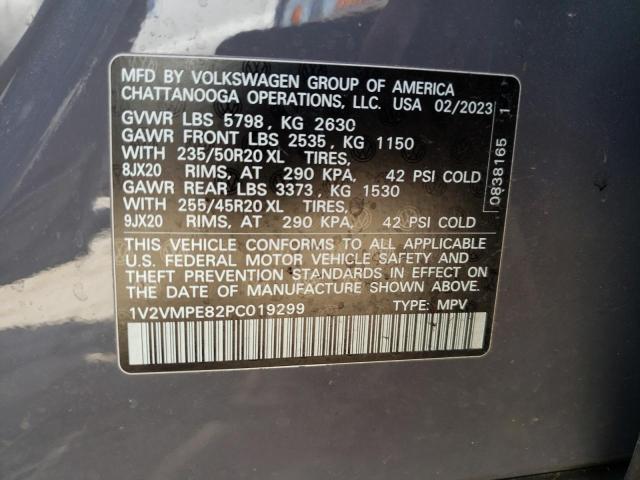 MFD BY VOLKSWAGEN GROUP OF AMERICA
CHATTANOOGA OPERATIONS, LLC. USA 02/2023
GVWR LBS 5798, KG 2630
GAWR FRONT LBS 2535, KG 1150
WITH 235/50R20 XL TIRES,
8JX20 RIMS, AT 290 KPA, 42 PSI COLD
GAWR REAR LBS 3373, KG 1530
WITH 255/45R20 XL TIRES,
9JX20 RIMS, AT 290 KPA, 42 PSI COLD
THIS VEHICLE CONFORMS TO ALL APPLICABLE
U.S. FEDERAL MOTOR VEHICLE SAFETY AND
THEFT PREVENTION STANDARDS IN EFFECT ON
THE DATE OF MANUFACTURE SHOWN ABOVE.
1V2VMPE82PC019299 TYPE: MPV
0838165 1